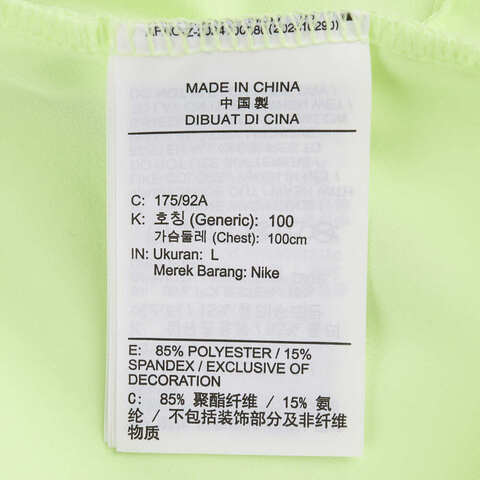 MADE IN CHINA
中国製
DIBUAT DI CINA
C: 175/92A
K: 호칭 (Generic): 100
가슴둘레 (Chest): 100cm
IN: Ukuran: L
Merek Barang: Nike
E: 85% POLYESTER / 15%
SPANDEX / EXCLUSIVE OF
DECORATION
C: 85% 聚酯纤维 / 15% 氨
纶 / 不包括装饰部分及非纤维
物质